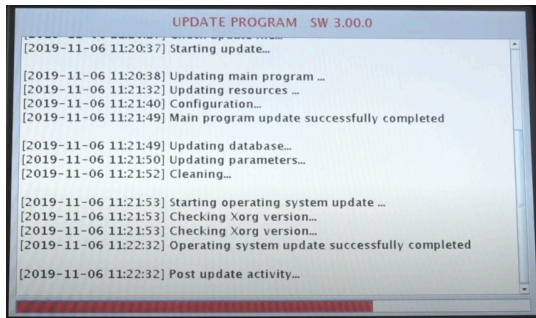 UPDATE PROGRAM SW 3.00.0
[2019-11-06 11:20:37] Starting update...
[2019-11-06 11:20:38] Updating main program ...
[2019-11-06 11:21:32] Updating resources ...
[2019-11-06 11:21:40] Configuration...
[2019-11-06 11:21:49] Main program update successfully completed
[2019-11-06 11:21:49] Updating database...
[2019-11-06 11:21:50] Updating parameters...
[2019-11-06 11:21:52] Cleaning...
[2019-11-06 11:21:53] Starting operating system update ...
[2019-11-06 11:21:53] Checking Xorg version...
[2019-11-06 11:21:53] Checking Xorg version...
[2019-11-06 11:22:32] Operating system update successfully completed
[2019-11-06 11:22:32] Post update activity...